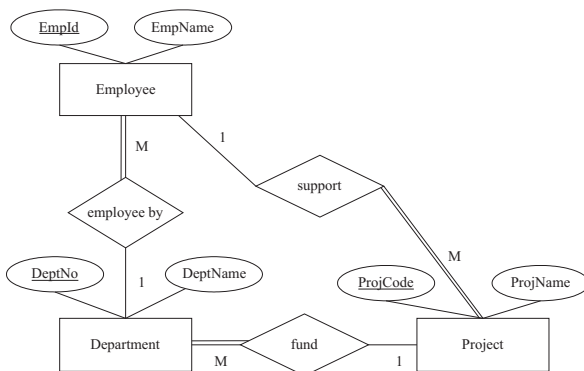 EmpId
EmpName
Employee
M
1
support
employee by
M
DeptNo
DeptName
1
ProjCode
ProjName
Department
M
fund
1
Project